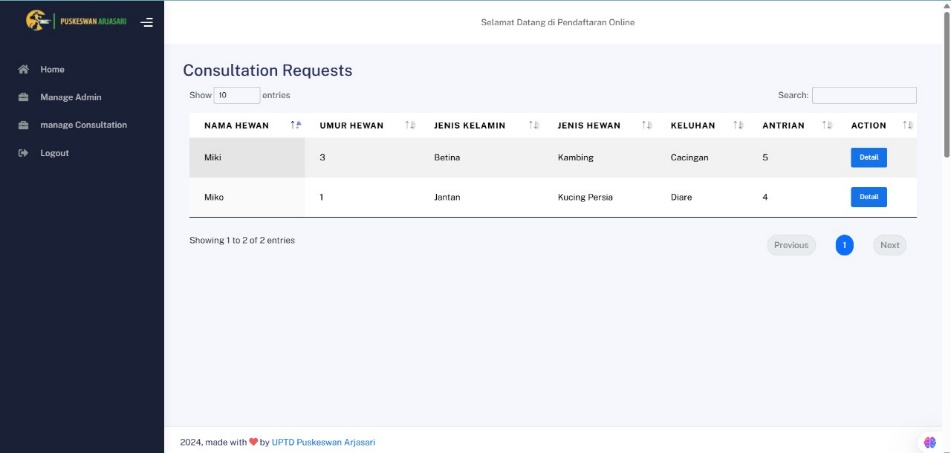 PUSKESWAN ARJASARI
Selamat Datang di Pendaftaran Online
Home
Manage Admin
manage Consultation
Logout
Consultation Requests
Show 10 entries
Search:
NAMA HEWAN UMUR HEWAN JENIS KELAMIN JENIS HEWAN KELUHAN ANTRIAN ACTION
Miki 3 Betina Kambing Cacingan 5 Detail
Miko 1 Jantan Kucing Persia Diare 4 Detail
Showing 1 to 2 of 2 entries
Previous 1 Next
2024, made with ❤ by UPTD Puskeswan Arjasari